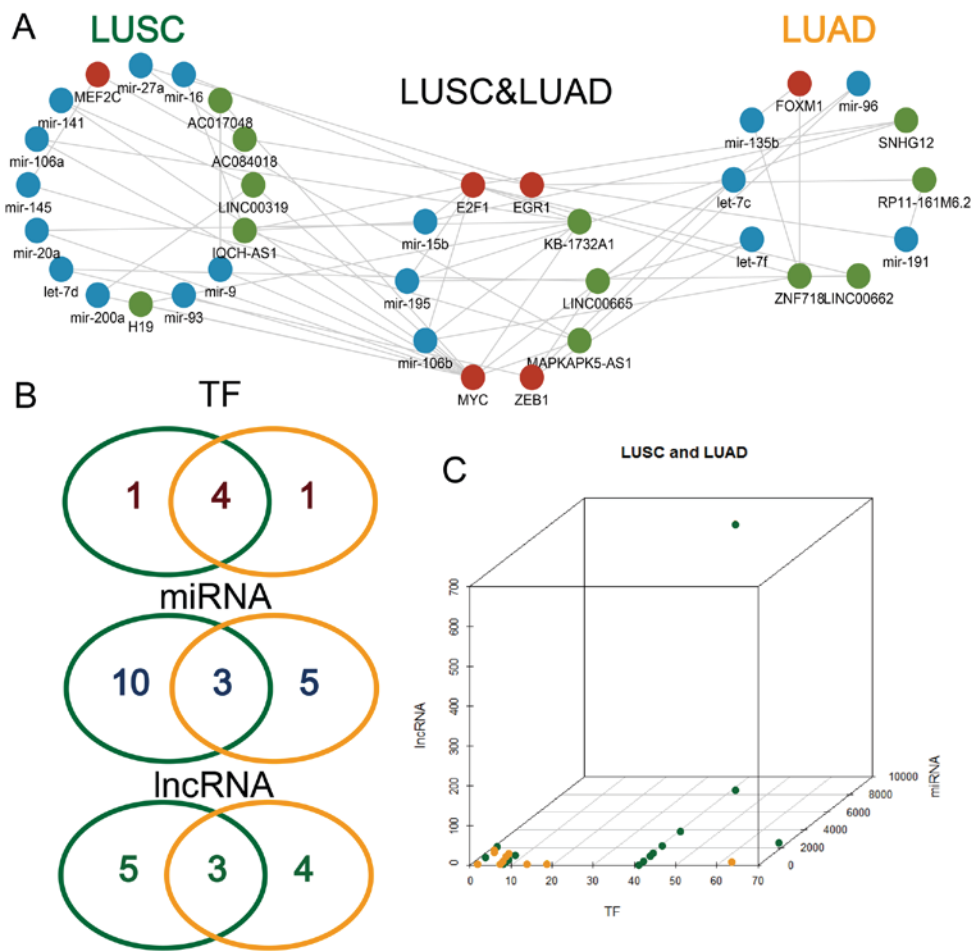 A
LUSC
LUAD
LUSC&LUAD
MEF2C
mir-27a
mir-16
mir-141
AC017048
mir-106a
AC084018
mir-145
LINC00319
mir-20a
IQCH-AS1
let-7d
mir-9
mir-200a
H19
mir-93
E2F1
EGR1
mir-15b
KB-1732A1
mir-195
LINC00665
mir-106b
MAPKAPK5-AS1
MYC
ZEB1
FOXM1
mir-96
mir-135b
SNHG12
let-7c
RP11-161M6.2
let-7f
mir-191
ZNF718
LINC00662
B
TF
1 4 1
miRNA
10 3 5
lncRNA
5 3 4
C
LUSC and LUAD
lncRNA
0 100 200 300 400 500 600 700
TF
0 10 20 30 40 50 60 70
miRNA
0 2000 4000 6000 8000 10000